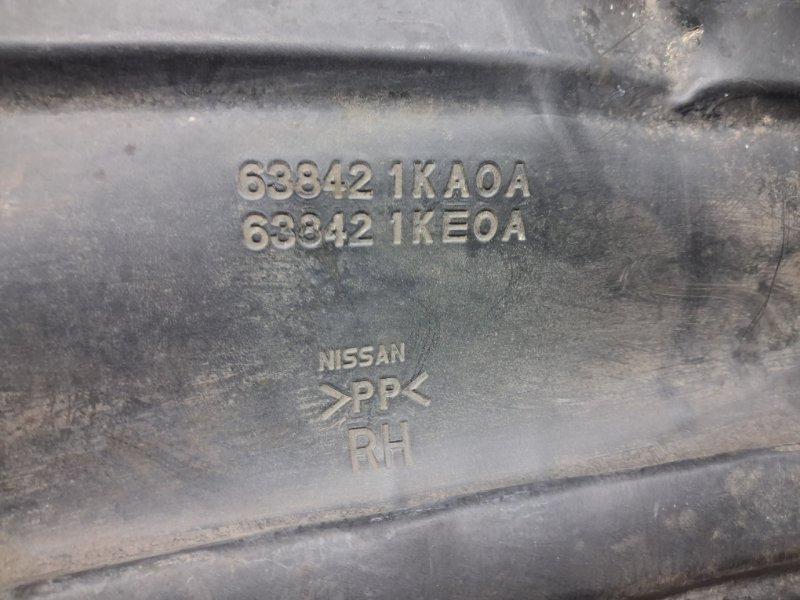 63842 1KA0A
63842 1KE0A
NISSAN
>PP<
RH